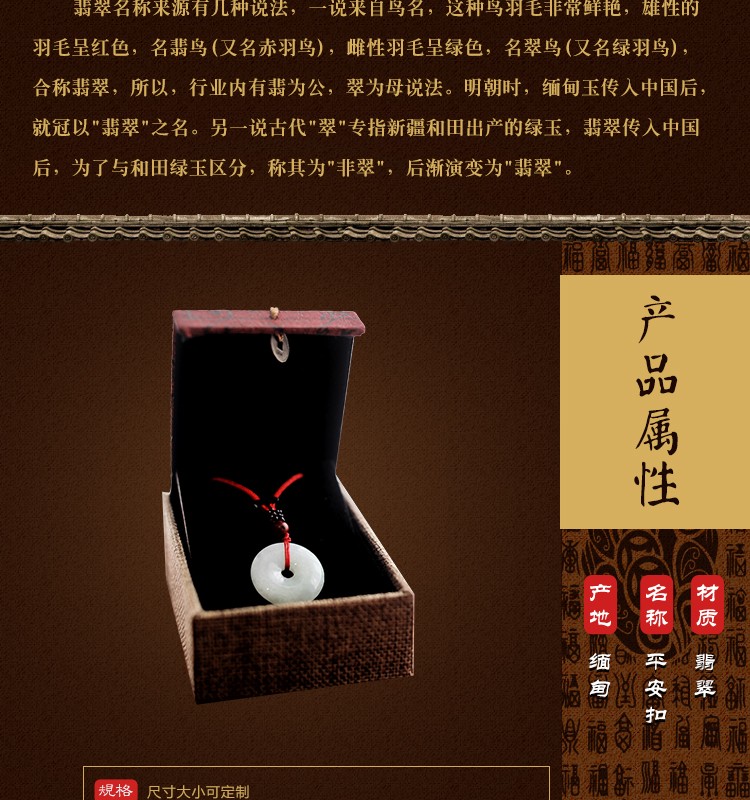 翡翠名称来源有几种说法，一说来自鸟名，这种鸟羽毛非常鲜艳，雄性的
羽毛呈红色，名翡鸟(又名赤羽鸟)，雌性羽毛呈绿色，名翠鸟(又名绿羽鸟)，
合称翡翠，所以，行业内有翡为公，翠为母说法。明朝时，缅甸玉传入中国后，
就冠以"翡翠"之名。另一说古代"翠"专指新疆和田出产的绿玉，翡翠传入中国
后，为了与和田绿玉区分，称其为"非翠"，后渐演变为"翡翠"。
产品属性
材质 翡翠
名称 平安扣
产地 缅甸
規格 尺寸大小可定制